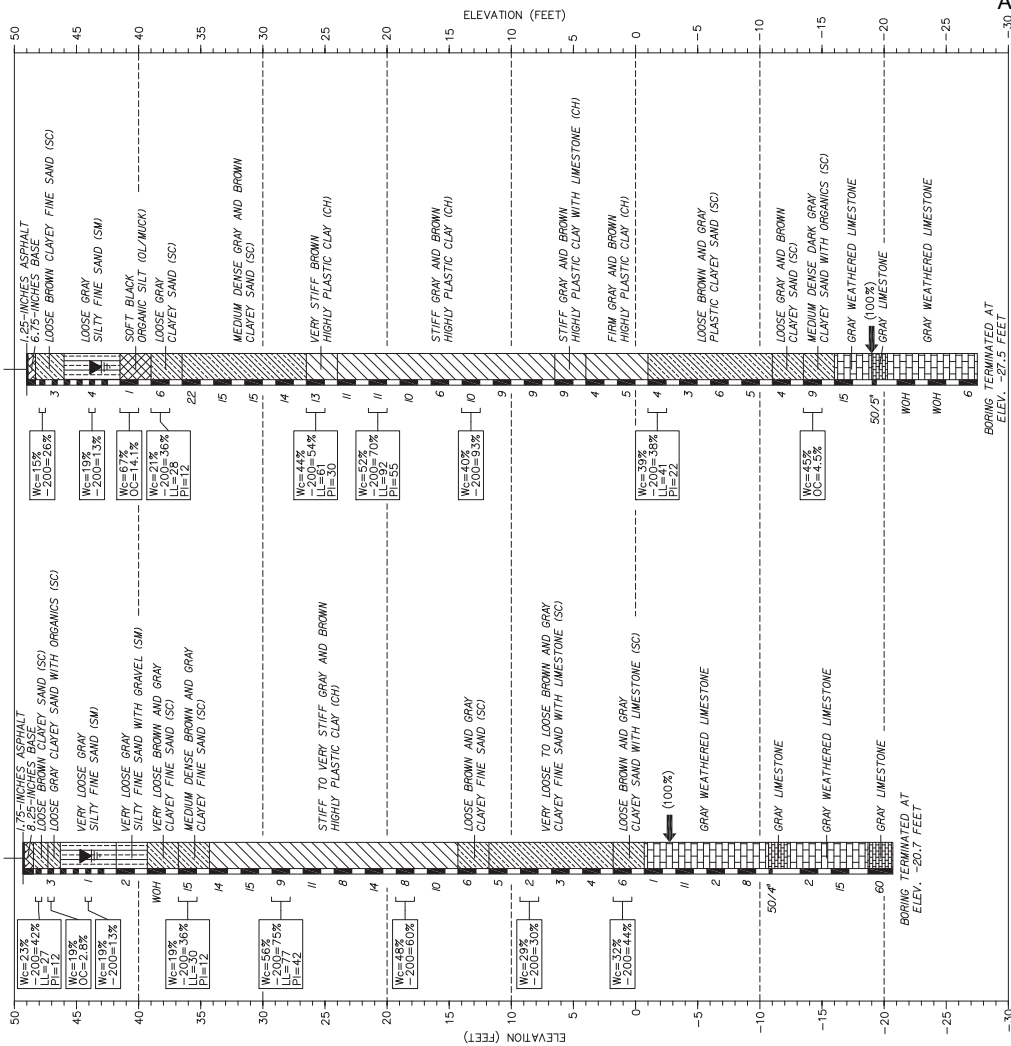 ELEVATION (FEET)
50
45
40
35
30
25
20
15
10
5
0
-5
-10
-15
-20
-25
-30
1.75-INCHES ASPHALT
8.25-INCHES BASE
LOOSE BROWN CLAYEY SAND (SC)
LOOSE GRAY CLAYEY SAND WITH ORGANICS (SC)
VERY LOOSE GRAY
SILTY FINE SAND (SM)
VERY LOOSE GRAY
SILTY FINE SAND WITH GRAVEL (SM)
VERY LOOSE BROWN AND GRAY
CLAYEY FINE SAND (SC)
MEDIUM DENSE BROWN AND GRAY
CLAYEY FINE SAND (SC)
STIFF TO VERY STIFF GRAY AND BROWN
HIGHLY PLASTIC CLAY (CH)
LOOSE BROWN AND GRAY
CLAYEY FINE SAND (SC)
VERY LOOSE TO LOOSE BROWN AND GRAY
CLAYEY FINE SAND WITH LIMESTONE (SC)
LOOSE BROWN AND GRAY
CLAYEY SAND WITH LIMESTONE (SC)
(100%)
GRAY WEATHERED LIMESTONE
GRAY LIMESTONE
GRAY WEATHERED LIMESTONE
GRAY LIMESTONE
BORING TERMINATED AT
ELEV. -20.7 FEET
3
1
2
WOH
15
14
15
9
11
8
14
8
10
6
5
2
3
4
6
1
11
2
8
50/4"
2
15
60
Wc=23%
-200=42%
LL=27
PI=12
Wc=19%
OC=2.8%
Wc=19%
-200=13%
Wc=19%
-200=36%
LL=30
PI=12
Wc=56%
-200=75%
LL=77
PI=42
Wc=48%
-200=60%
Wc=29%
-200=30%
Wc=32%
-200=44%
1.25-INCHES ASPHALT
6.75-INCHES BASE
LOOSE BROWN CLAYEY FINE SAND (SC)
LOOSE GRAY
SILTY FINE SAND (SM)
SOFT BLACK
ORGANIC SILT (OL/MUCK)
LOOSE GRAY
CLAYEY SAND (SC)
MEDIUM DENSE GRAY AND BROWN
CLAYEY SAND (SC)
VERY STIFF BROWN
HIGHLY PLASTIC CLAY (CH)
STIFF GRAY AND BROWN
HIGHLY PLASTIC CLAY (CH)
STIFF GRAY AND BROWN
HIGHLY PLASTIC CLAY WITH LIMESTONE (CH)
FIRM GRAY AND BROWN
HIGHLY PLASTIC CLAY (CH)
LOOSE BROWN AND GRAY
PLASTIC CLAYEY SAND (SC)
LOOSE GRAY AND BROWN
CLAYEY SAND (SC)
MEDIUM DENSE DARK GRAY
CLAYEY SAND WITH ORGANICS (SC)
GRAY WEATHERED LIMESTONE
(100%)
GRAY LIMESTONE
GRAY WEATHERED LIMESTONE
BORING TERMINATED AT
ELEV. -27.5 FEET
3
4
1
6
22
15
15
14
13
11
11
10
10
9
9
9
4
5
4
3
6
5
4
9
15
50/5"
WOH
WOH
6
Wc=15%
-200=26%
Wc=19%
-200=13%
Wc=67%
OC=14.1%
Wc=21%
-200=36%
LL=28
PI=12
Wc=44%
-200=54%
LL=61
PI=30
Wc=52%
-200=70%
LL=92
PI=55
Wc=40%
-200=93%
Wc=39%
-200=38%
LL=41
PI=22
Wc=45%
OC=4.5%
ELEVATION (FEET)
50
45
40
35
30
25
20
15
10
5
0
-5
-10
-15
-20
-25
-30
A